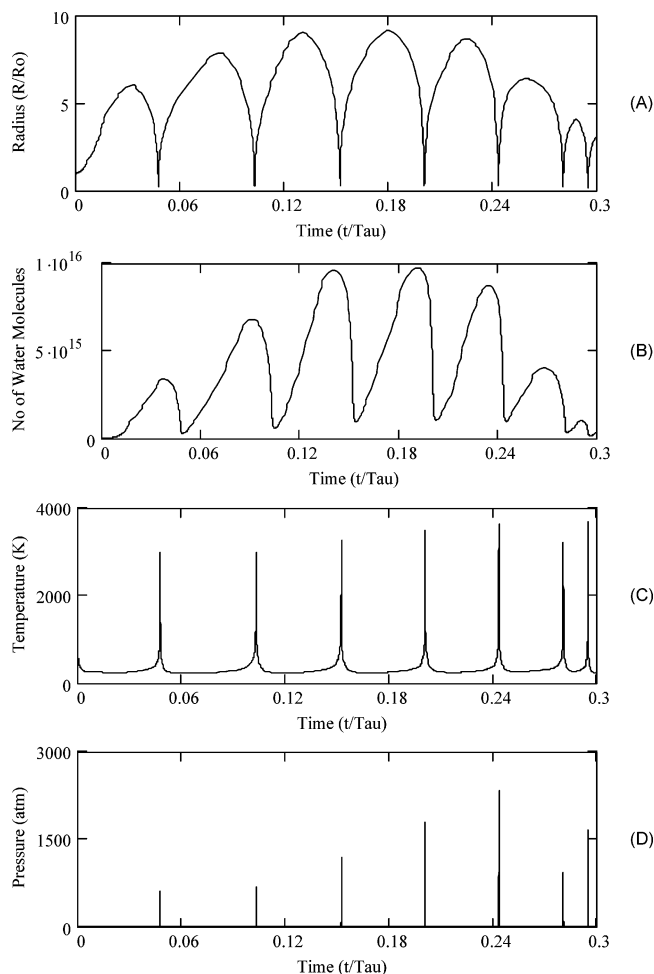 10
5
0
Radius (R/Ro)
0 0.06 0.12 0.18 0.24 0.3
Time (t/Tau)
(A)
1·10^16
5·10^15
0
No of Water Molecules
0.06 0.12 0.18 0.24 0.3
Time (t/Tau)
(B)
4000
2000
0
Temperature (K)
0 0.06 0.12 0.18 0.24 0.3
Time (t/Tau)
(C)
3000
1500
0
Pressure (atm)
0 0.06 0.12 0.18 0.24 0.3
Time (t/Tau)
(D)